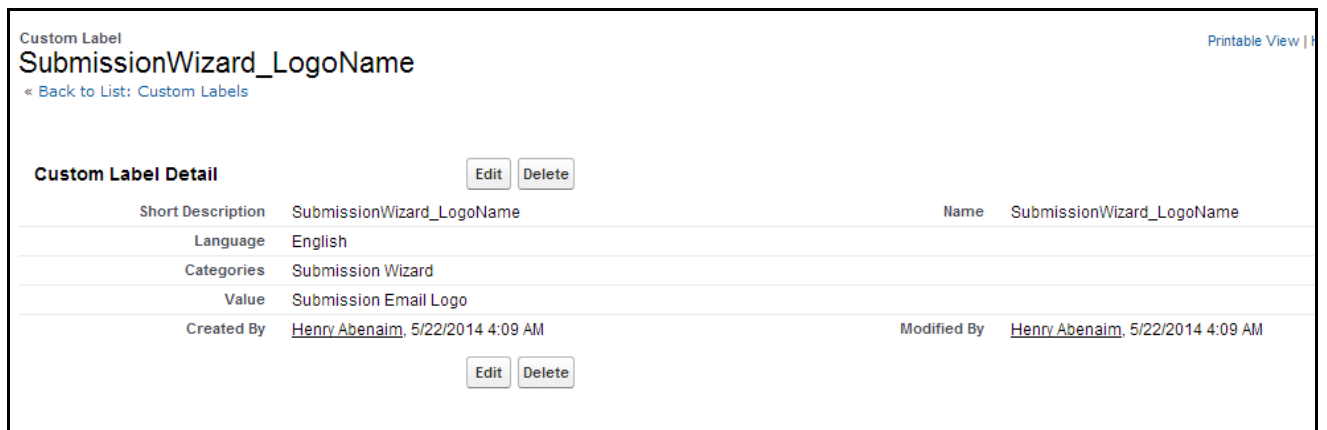 Custom Label
Printable View |
SubmissionWizard_LogoName
« Back to List: Custom Labels
Custom Label Detail Edit Delete
Short Description SubmissionWizard_LogoName Name SubmissionWizard_LogoName
Language English
Categories Submission Wizard
Value Submission Email Logo
Created By Henry Abenaim, 5/22/2014 4:09 AM Modified By Henry Abenaim, 5/22/2014 4:09 AM
Edit Delete